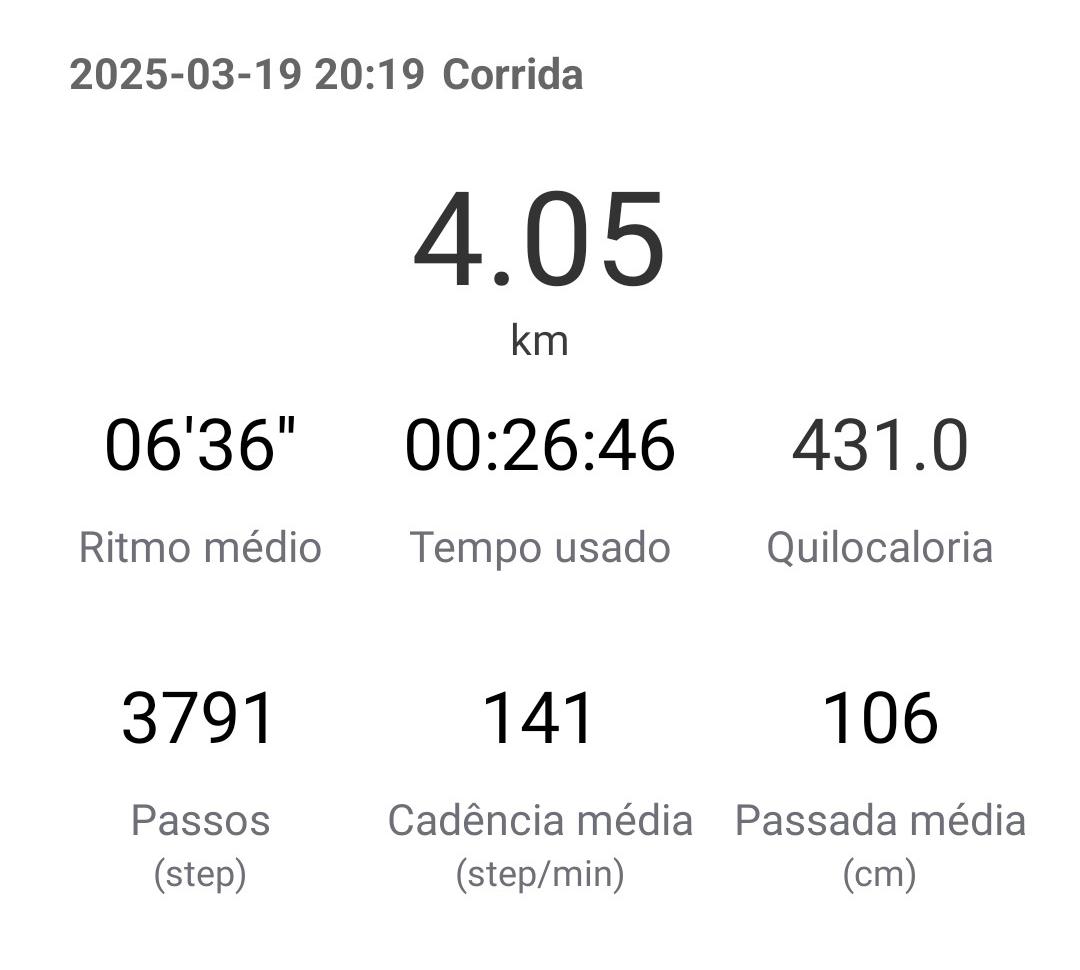 2025-03-19 20:19 Corrida
4.05
km
06'36" 00:26:46 431.0
Ritmo médio Tempo usado Quilocaloria
3791 141 106
Passos Cadência média Passada média
(step) (step/min) (cm)